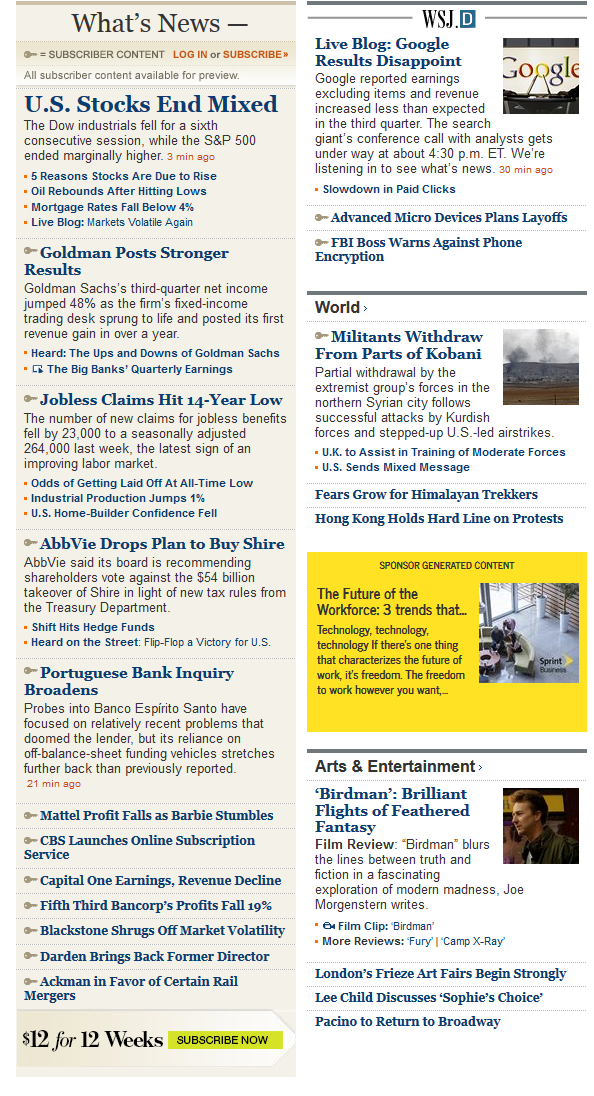 What's News —
= SUBSCRIBER CONTENT LOG IN or SUBSCRIBE »
All subscriber content available for preview.
U.S. Stocks End Mixed
The Dow industrials fell for a sixth
consecutive session, while the S&P 500
ended marginally higher. 3 min ago
5 Reasons Stocks Are Due to Rise
Oil Rebounds After Hitting Lows
Mortgage Rates Fall Below 4%
Live Blog: Markets Volatile Again
Goldman Posts Stronger
Results
Goldman Sachs's third-quarter net income
jumped 48% as the firm's fixed-income
trading desk sprung to life and posted its first
revenue gain in over a year.
Heard: The Ups and Downs of Goldman Sachs
The Big Banks' Quarterly Earnings
Jobless Claims Hit 14-Year Low
The number of new claims for jobless benefits
fell by 23,000 to a seasonally adjusted
264,000 last week, the latest sign of an
improving labor market.
Odds of Getting Laid Off At All-Time Low
Industrial Production Jumps 1%
U.S. Home-Builder Confidence Fell
AbbVie Drops Plan to Buy Shire
AbbVie said its board is recommending
shareholders vote against the $54 billion
takeover of Shire in light of new tax rules from
the Treasury Department.
Shift Hits Hedge Funds
Heard on the Street: Flip-Flop a Victory for U.S.
Portuguese Bank Inquiry
Broadens
Probes into Banco Espírito Santo have
focused on relatively recent problems that
doomed the lender, but its reliance on
off-balance-sheet funding vehicles stretches
further back than previously reported.
21 min ago
Mattel Profit Falls as Barbie Stumbles
CBS Launches Online Subscription
Service
Capital One Earnings, Revenue Decline
Fifth Third Bancorp's Profits Fall 19%
Blackstone Shrugs Off Market Volatility
Darden Brings Back Former Director
Ackman in Favor of Certain Rail
Mergers
$12 for 12 Weeks SUBSCRIBE NOW
WSJ.D
Live Blog: Google
Results Disappoint
Google reported earnings
excluding items and revenue
increased less than expected
in the third quarter. The search
giant's conference call with analysts gets
under way at about 4:30 p.m. ET. We're
listening in to see what's news. 30 min ago
Google
Slowdown in Paid Clicks
Advanced Micro Devices Plans Layoffs
FBI Boss Warns Against Phone
Encryption
World ›
Militants Withdraw
From Parts of Kobani
Partial withdrawal by the
extremist group's forces in the
northern Syrian city follows
successful attacks by Kurdish
forces and stepped-up U.S.-led airstrikes.
U.K. to Assist in Training of Moderate Forces
U.S. Sends Mixed Message
Fears Grow for Himalayan Trekkers
Hong Kong Holds Hard Line on Protests
SPONSOR GENERATED CONTENT
The Future of the
Workforce: 3 trends that...
Technology, technology,
technology If there's one thing
that characterizes the future of
work, it's freedom. The freedom
to work however you want,...
Sprint
Business
Arts & Entertainment ›
'Birdman': Brilliant
Flights of Feathered
Fantasy
Film Review: "Birdman" blurs
the lines between truth and
fiction in a fascinating
exploration of modern madness, Joe
Morgenstern writes.
Film Clip: 'Birdman'
More Reviews: 'Fury' | 'Camp X-Ray'
London's Frieze Art Fairs Begin Strongly
Lee Child Discusses 'Sophie's Choice'
Pacino to Return to Broadway